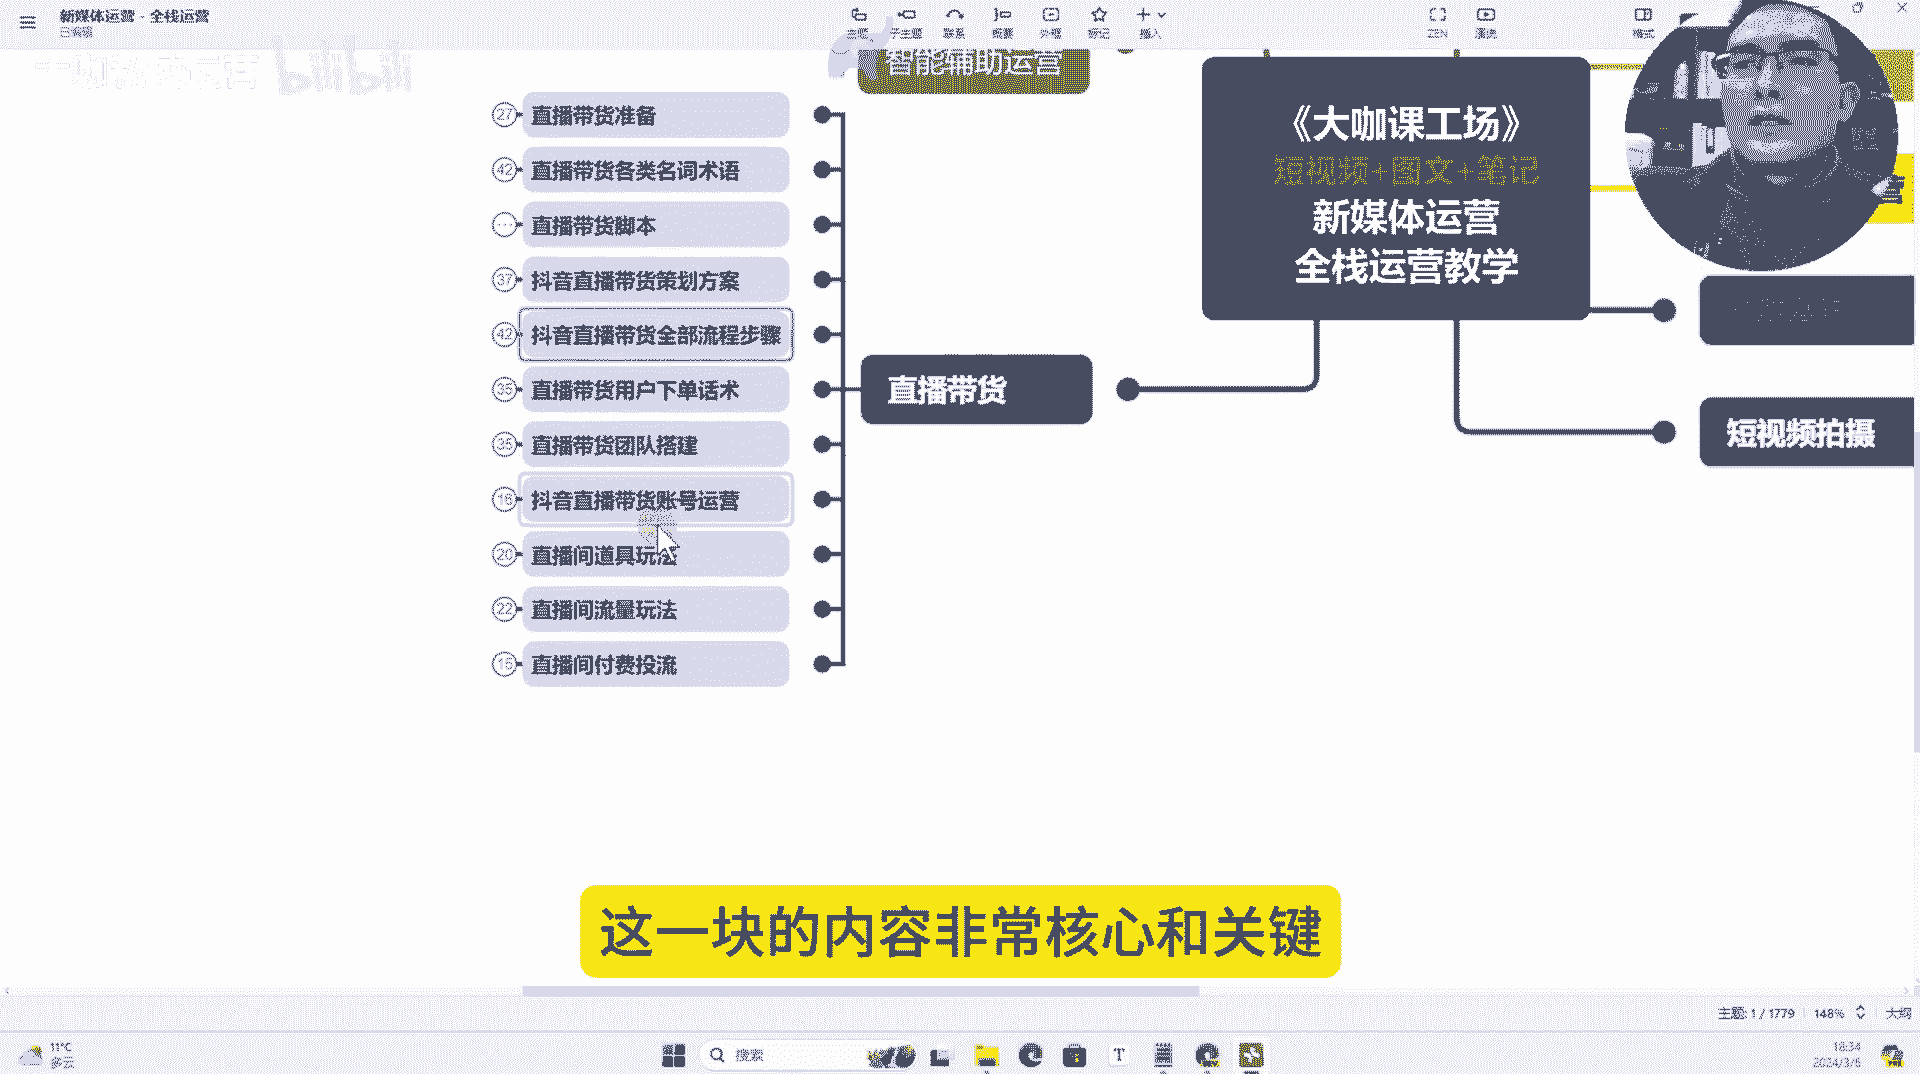 新媒体运营 - 全栈运营
已编辑
子主题
联系
概要
外框
标记
插入
ZEN
演说
格式
bilibili
智能辅助运营
27
直播带货准备
42
直播带货各类名词术语
直播带货脚本
37
抖音直播带货策划方案
42
抖音直播带货全部流程步骤
35
直播带货用户下单话术
35
直播带货团队搭建
16
抖音直播带货账号运营
20
直播间道具玩法
22
直播间流量玩法
15
直播间付费投流
直播带货
《大咖课工场》
短视频+图文+笔记
新媒体运营
全栈运营教学
短视频拍摄
这一块的内容非常核心和关键
主题: 1 / 1779
148%
大纲
11°C
多云
搜索
18:34
2024/3/6